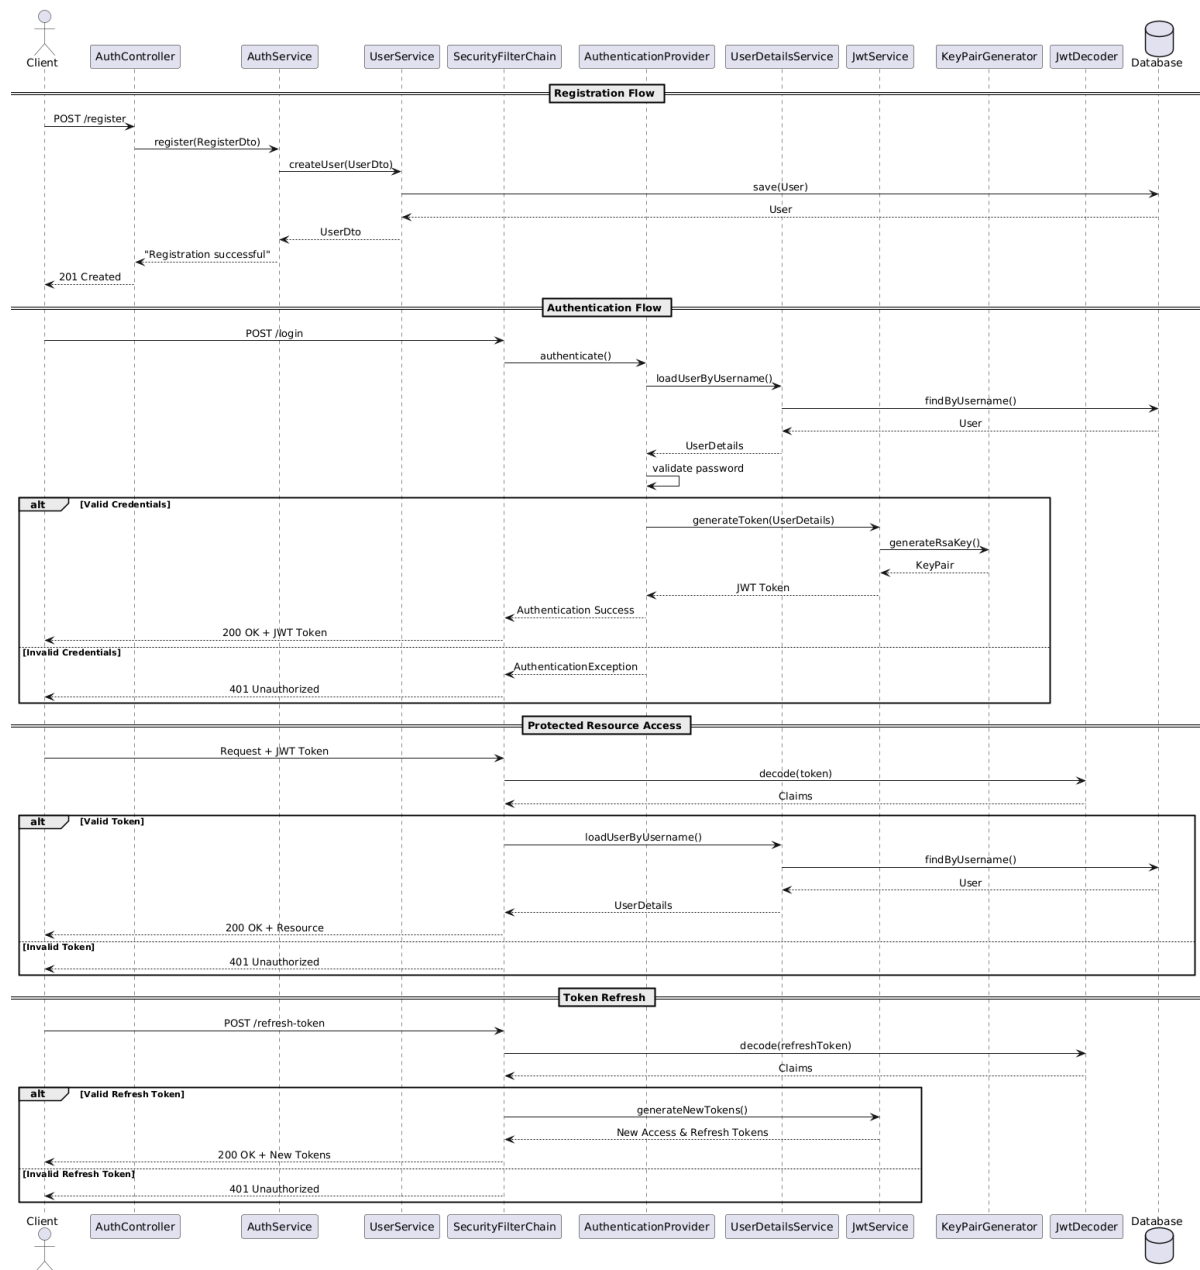 Client
AuthController
AuthService
UserService
SecurityFilterChain
AuthenticationProvider
UserDetailsService
JwtService
KeyPairGenerator
JwtDecoder
Database
Registration Flow
POST /register
register(RegisterDto)
createUser(UserDto)
save(User)
User
UserDto
"Registration successful"
201 Created
Authentication Flow
POST /login
authenticate()
loadUserByUsername()
findByUsername()
User
UserDetails
validate password
alt [Valid Credentials]
generateToken(UserDetails)
generateRsaKey()
KeyPair
JWT Token
Authentication Success
200 OK + JWT Token
[Invalid Credentials]
AuthenticationException
401 Unauthorized
Protected Resource Access
Request + JWT Token
decode(token)
Claims
alt [Valid Token]
loadUserByUsername()
findByUsername()
User
UserDetails
200 OK + Resource
[Invalid Token]
401 Unauthorized
Token Refresh
POST /refresh-token
decode(refreshToken)
Claims
alt [Valid Refresh Token]
generateNewTokens()
New Access & Refresh Tokens
200 OK + New Tokens
[Invalid Refresh Token]
401 Unauthorized
Client
AuthController
AuthService
UserService
SecurityFilterChain
AuthenticationProvider
UserDetailsService
JwtService
KeyPairGenerator
JwtDecoder
Database